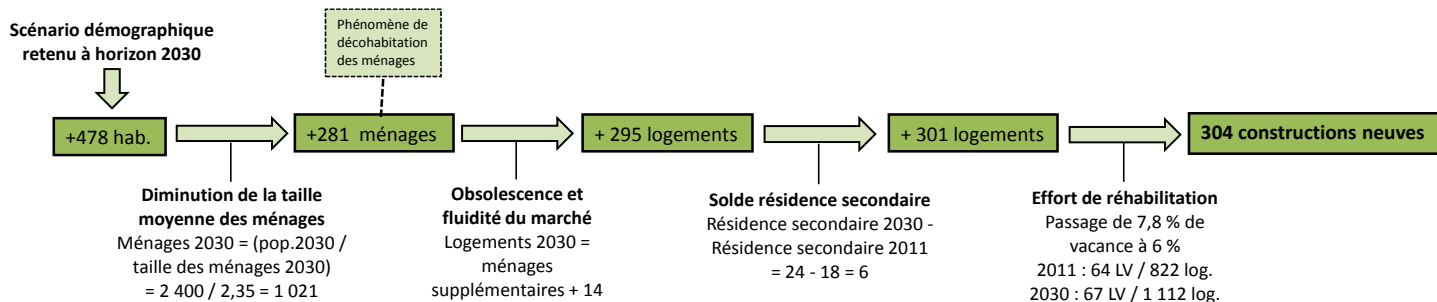 Scénario démographique
retenu à horizon 2030
Phénomène de
décohabitation
des ménages
+478 hab.
+281 ménages
+ 295 logements
+ 301 logements
304 constructions neuves
Diminution de la taille
moyenne des ménages
Ménages 2030 = (pop.2030 /
taille des ménages 2030)
= 2 400 / 2,35 = 1 021
Obsolescence et
fluidité du marché
Logements 2030 =
ménages
supplémentaires + 14
Solde résidence secondaire
Résidence secondaire 2030 -
Résidence secondaire 2011
= 24 - 18 = 6
Effort de réhabilitation
Passage de 7,8 % de
vacance à 6 %
2011 : 64 LV / 822 log.
2030 : 67 LV / 1 112 log.